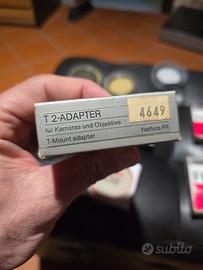 T 2-ADAPTER
für Kameras und Objektive
T-Mount adapter
4649
Yashica FR
subito